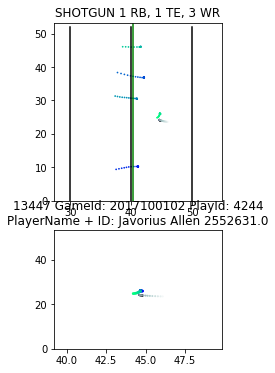 SHOTGUN 1 RB, 1 TE, 3 WR
50
40
30
20
10
0
30 40 50
13447 GameId: 2017100102 PlayId: 4244
PlayerName + ID: Javorius Allen 2552631.0
40
20
0
40.0 42.5 45.0 47.5